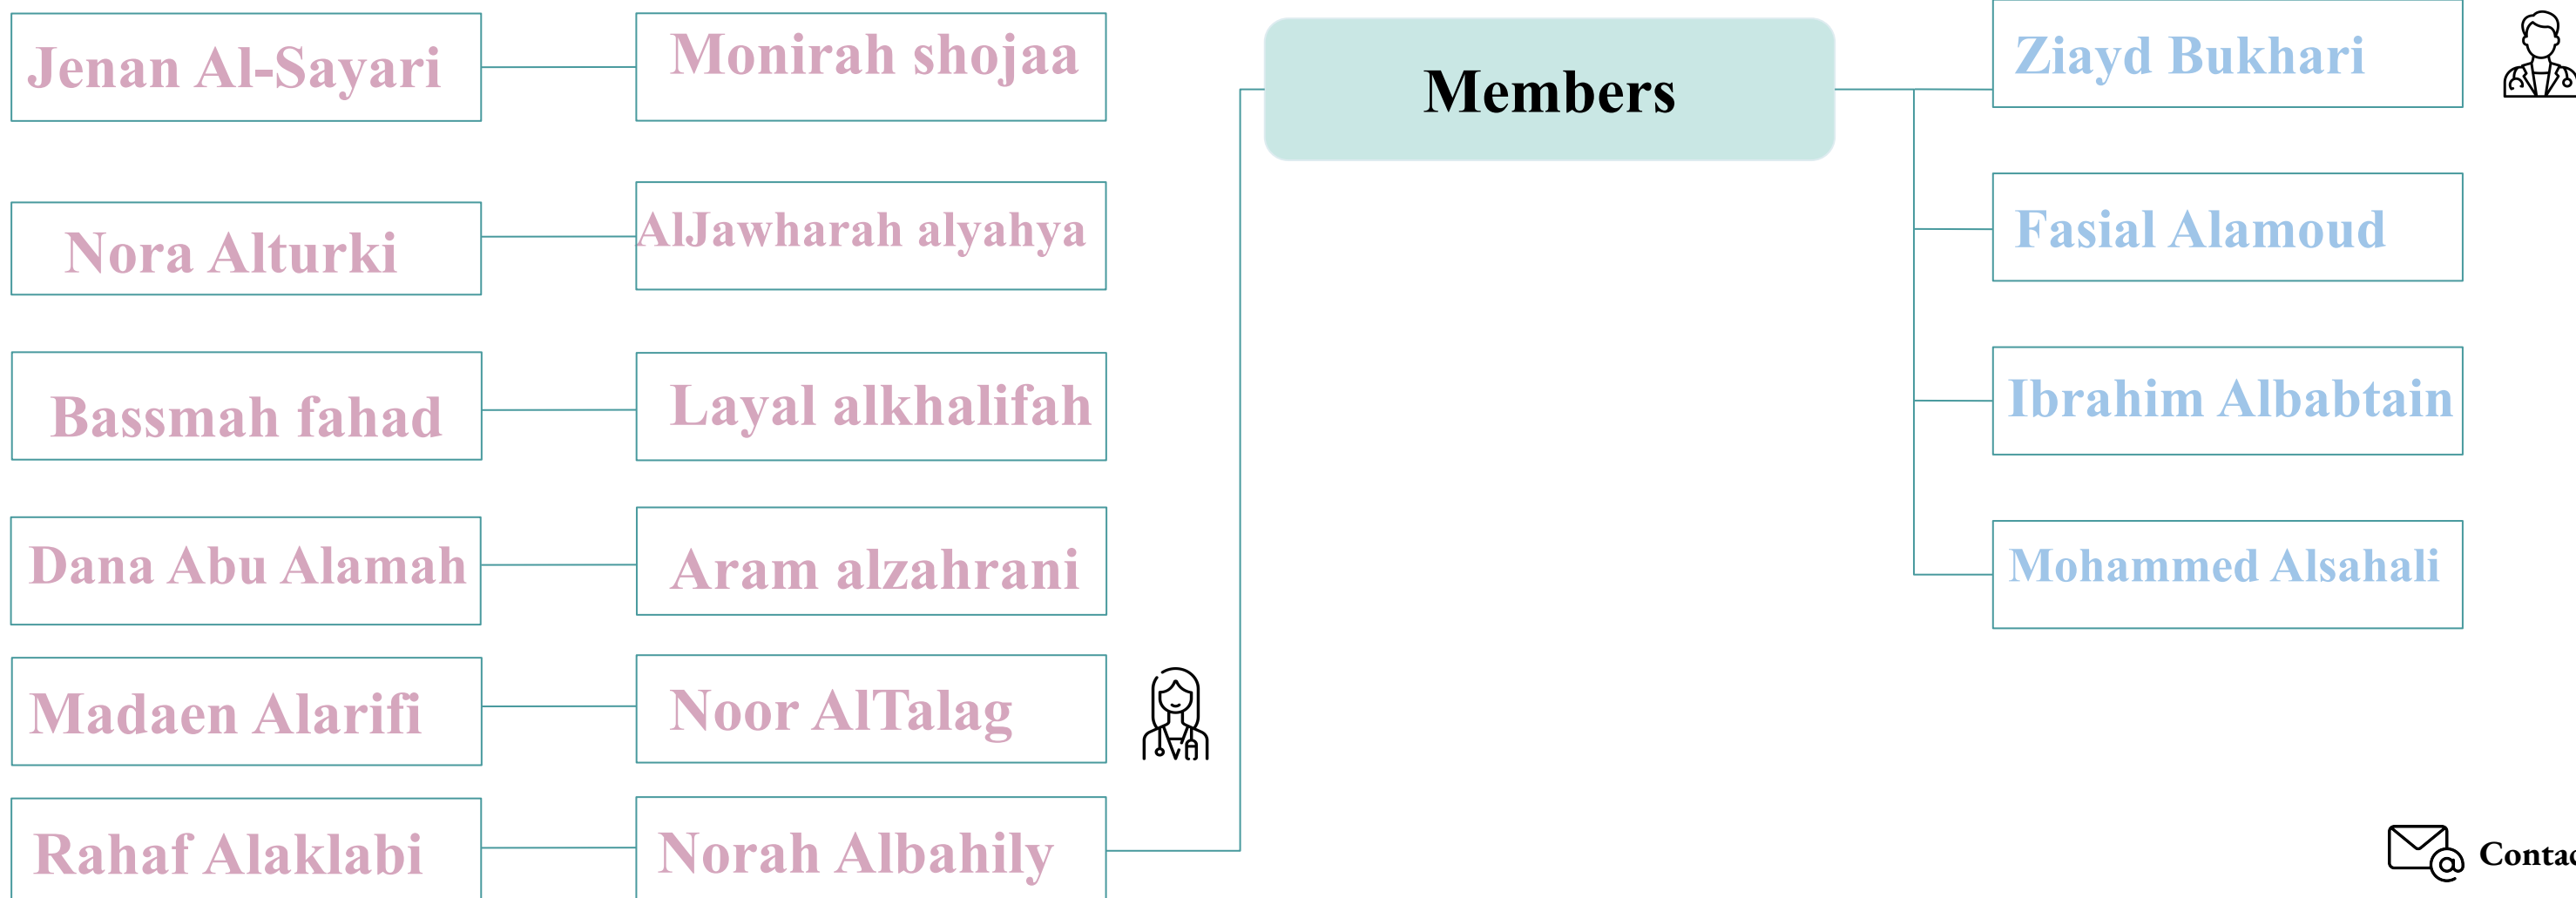 Jenan Al-Sayari
Monirah shojaa
Members
Ziayd Bukhari
Nora Alturki
AlJawharah alyahya
Fasial Alamoud
Bassmah fahad
Layal alkhalifah
Ibrahim Albabtain
Dana Abu Alamah
Aram alzahrani
Mohammed Alsahali
Madaen Alarifi
Noor AlTalag
Rahaf Alaklabi
Norah Albahily